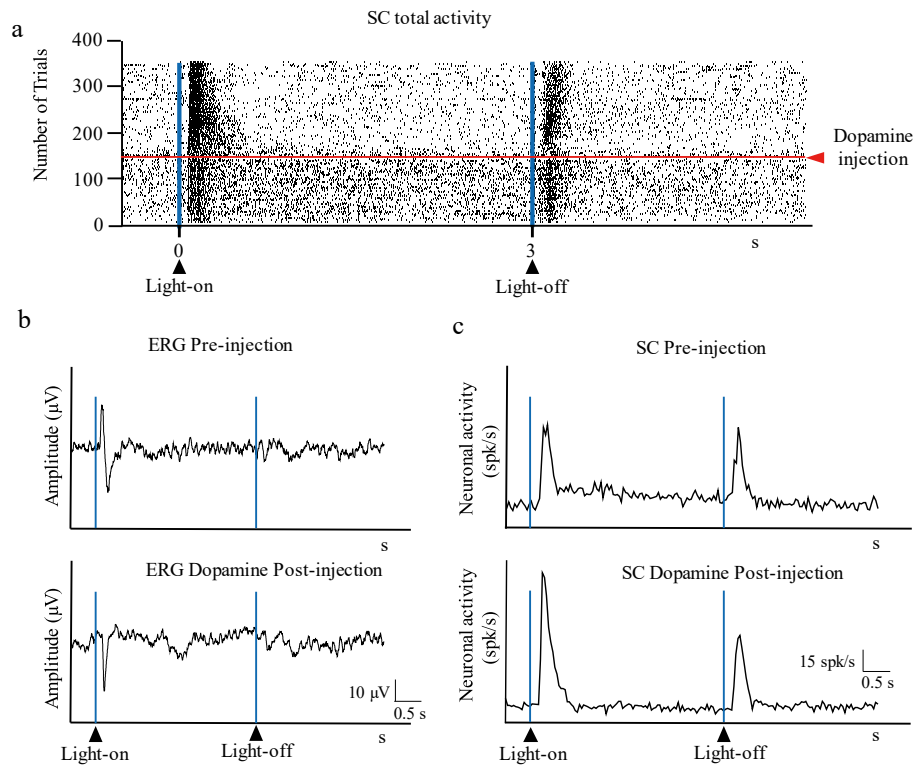 a
SC total activity
Number of Trials
400
300
200
100
0
Dopamine
injection
0
3
s
Light-on
Light-off
b
ERG Pre-injection
Amplitude (μV)
s
ERG Dopamine Post-injection
Amplitude (μV)
10 μV
0.5 s
s
Light-on
Light-off
c
SC Pre-injection
Neuronal activity
(spk/s)
s
SC Dopamine Post-injection
Neuronal activity
(spk/s)
15 spk/s
0.5 s
s
Light-on
Light-off